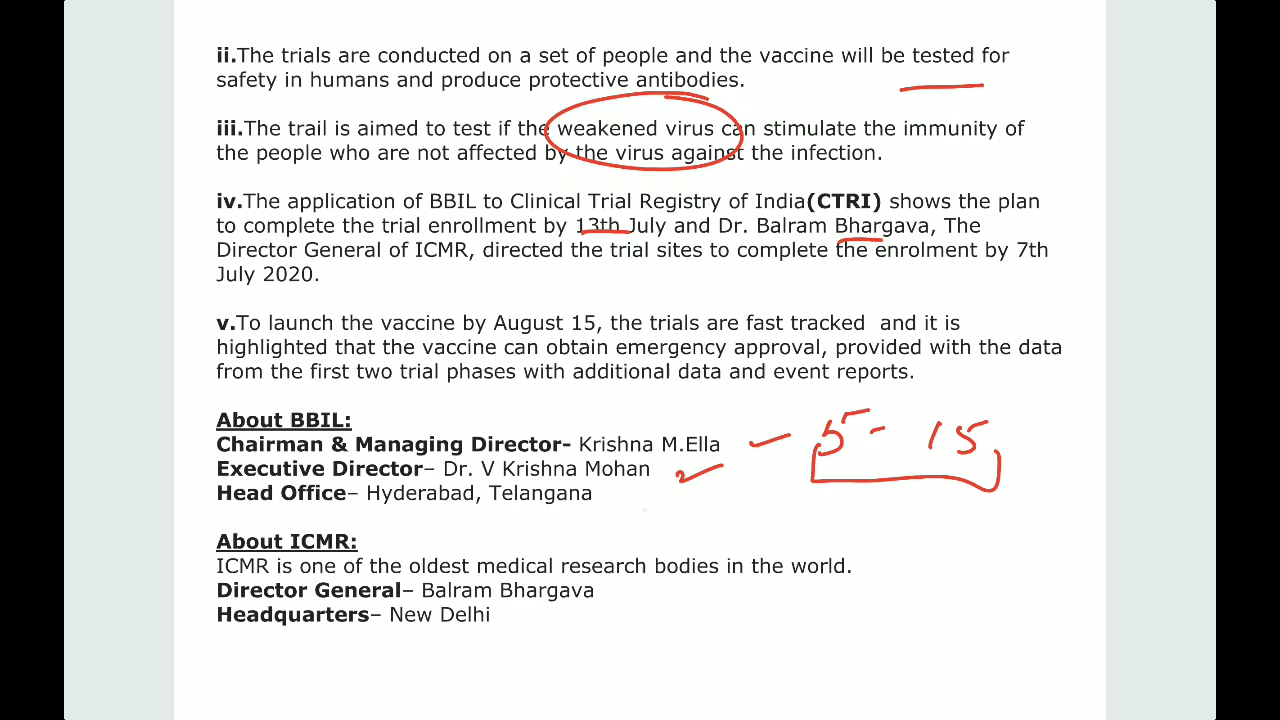 ii.The trials are conducted on a set of people and the vaccine will be tested for
safety in humans and produce protective antibodies.
iii.The trail is aimed to test if the weakened virus can stimulate the immunity of
the people who are not affected by the virus against the infection.
iv.The application of BBIL to Clinical Trial Registry of India(CTRI) shows the plan
to complete the trial enrollment by 13th July and Dr. Balram Bhargava, The
Director General of ICMR, directed the trial sites to complete the enrolment by 7th
July 2020.
v.To launch the vaccine by August 15, the trials are fast tracked  and it is
highlighted that the vaccine can obtain emergency approval, provided with the data
from the first two trial phases with additional data and event reports.
About BBIL:
Chairman & Managing Director- Krishna M.Ella
5 - 15
Executive Director– Dr. V Krishna Mohan
Head Office– Hyderabad, Telangana
About ICMR:
ICMR is one of the oldest medical research bodies in the world.
Director General– Balram Bhargava
Headquarters– New Delhi